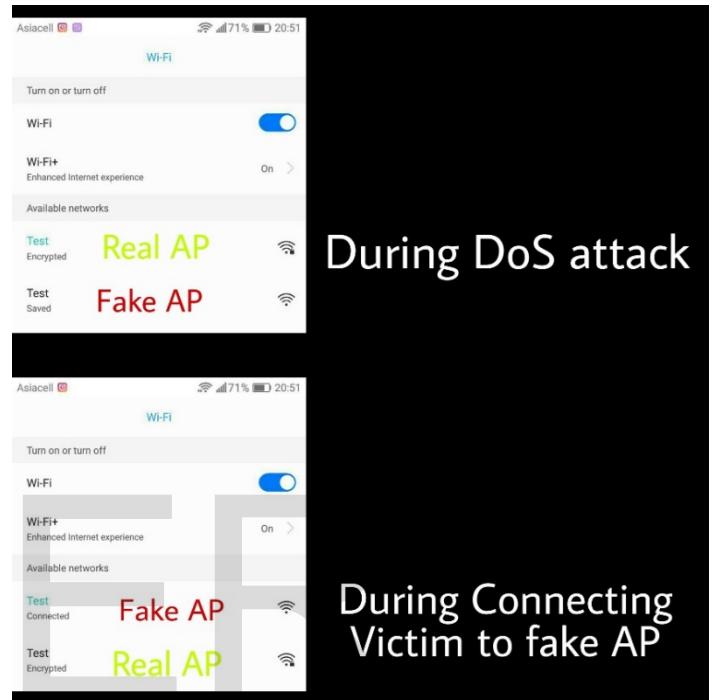 Asiacell 71% 20:51
Wi-Fi
Turn on or turn off
Wi-Fi
Wi-Fi+
Enhanced Internet experience
On
Available networks
Test
Encrypted
Real AP
Test
Saved
Fake AP
During DoS attack
Asiacell 71% 20:51
Wi-Fi
Turn on or turn off
Wi-Fi
Wi-Fi+
Enhanced Internet experience
On
Available networks
Test
Connected
Fake AP
Test
Encrypted
Real AP
During Connecting
Victim to fake AP